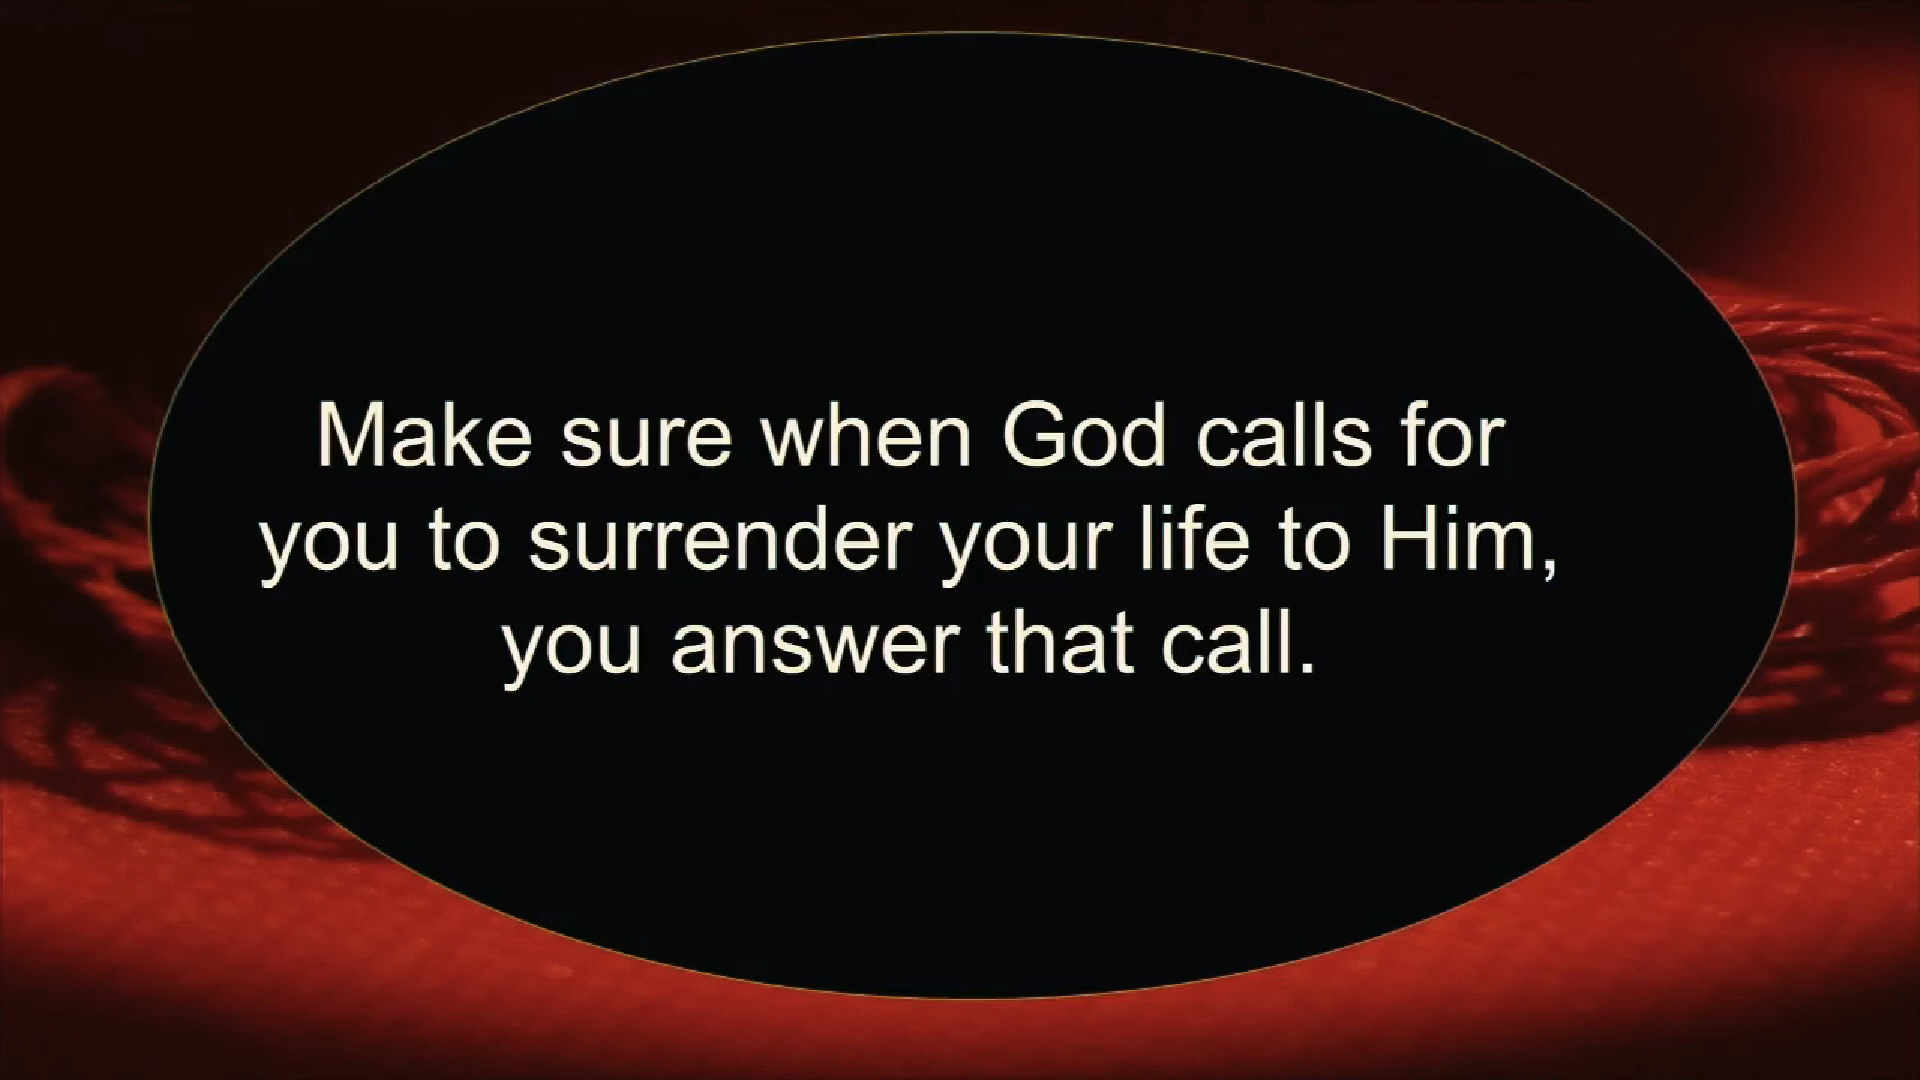 Make sure when God calls for
you to surrender your life to Him,
you answer that call.